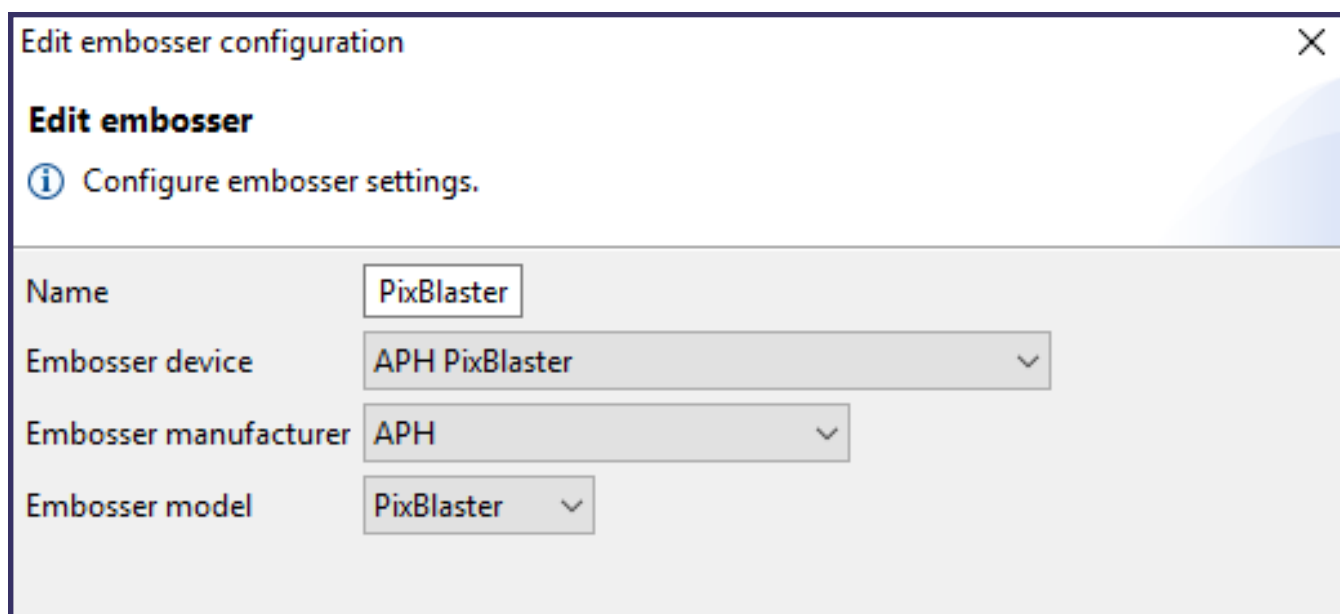 Edit embosser configuration
Edit embosser
Configure embosser settings.
Name PixBlaster
Embosser device APH PixBlaster
Embosser manufacturer APH
Embosser model PixBlaster